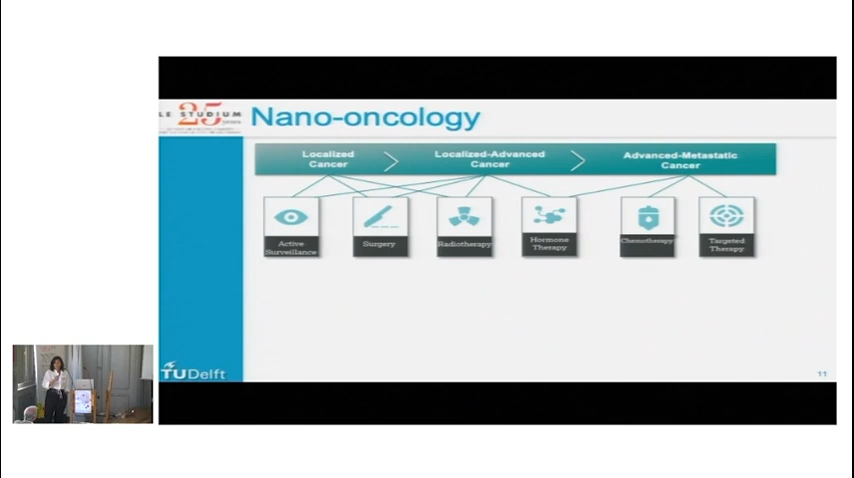 LE STUDIUM
25
Nano-oncology
Localized
Cancer
Localized-Advanced
Cancer
Advanced-Metastatic
Cancer
Active
Surveillance
Surgery
Radiotherapy
Hormone
Therapy
Chemotherapy
Targeted
Therapy
TUDelft
11